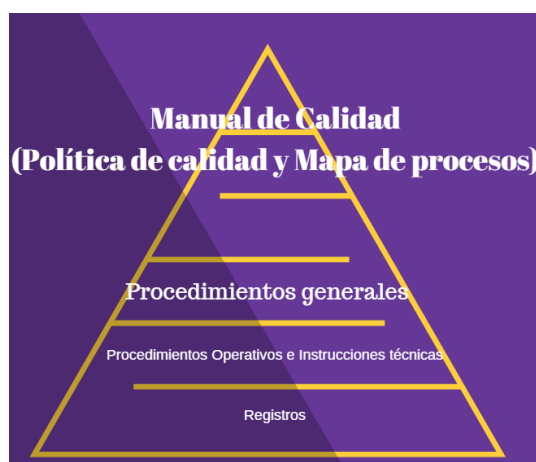 Manual de Calidad
(Política de calidad y Mapa de procesos)
Procedimientos generales
Procedimientos Operativos e Instrucciones técnicas
Registros